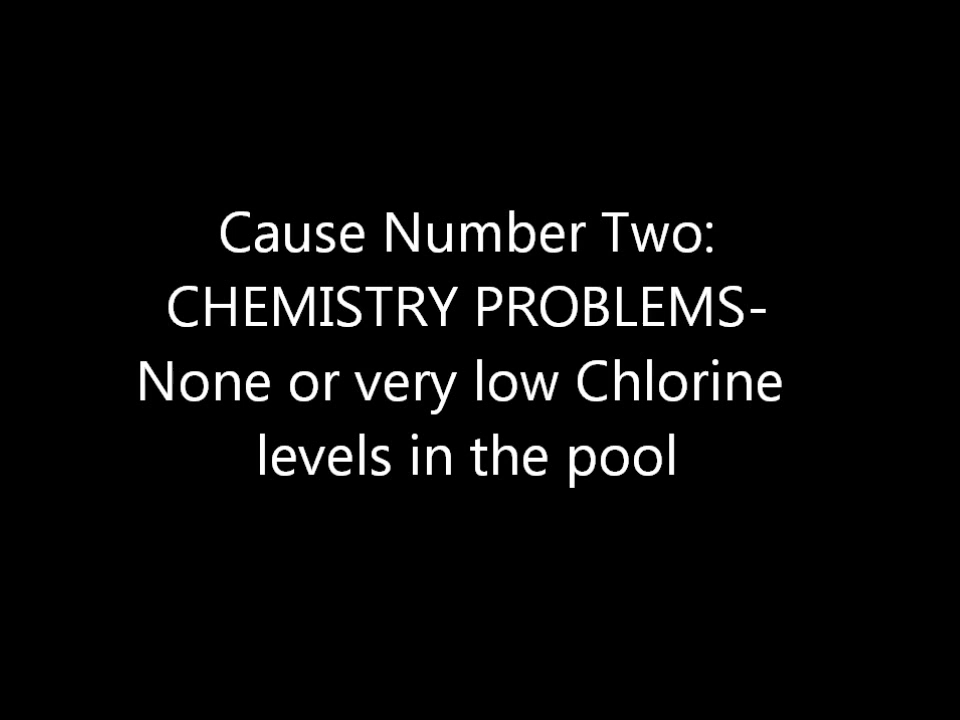 Cause Number Two:
CHEMISTRY PROBLEMS-
None or very low Chlorine
levels in the pool